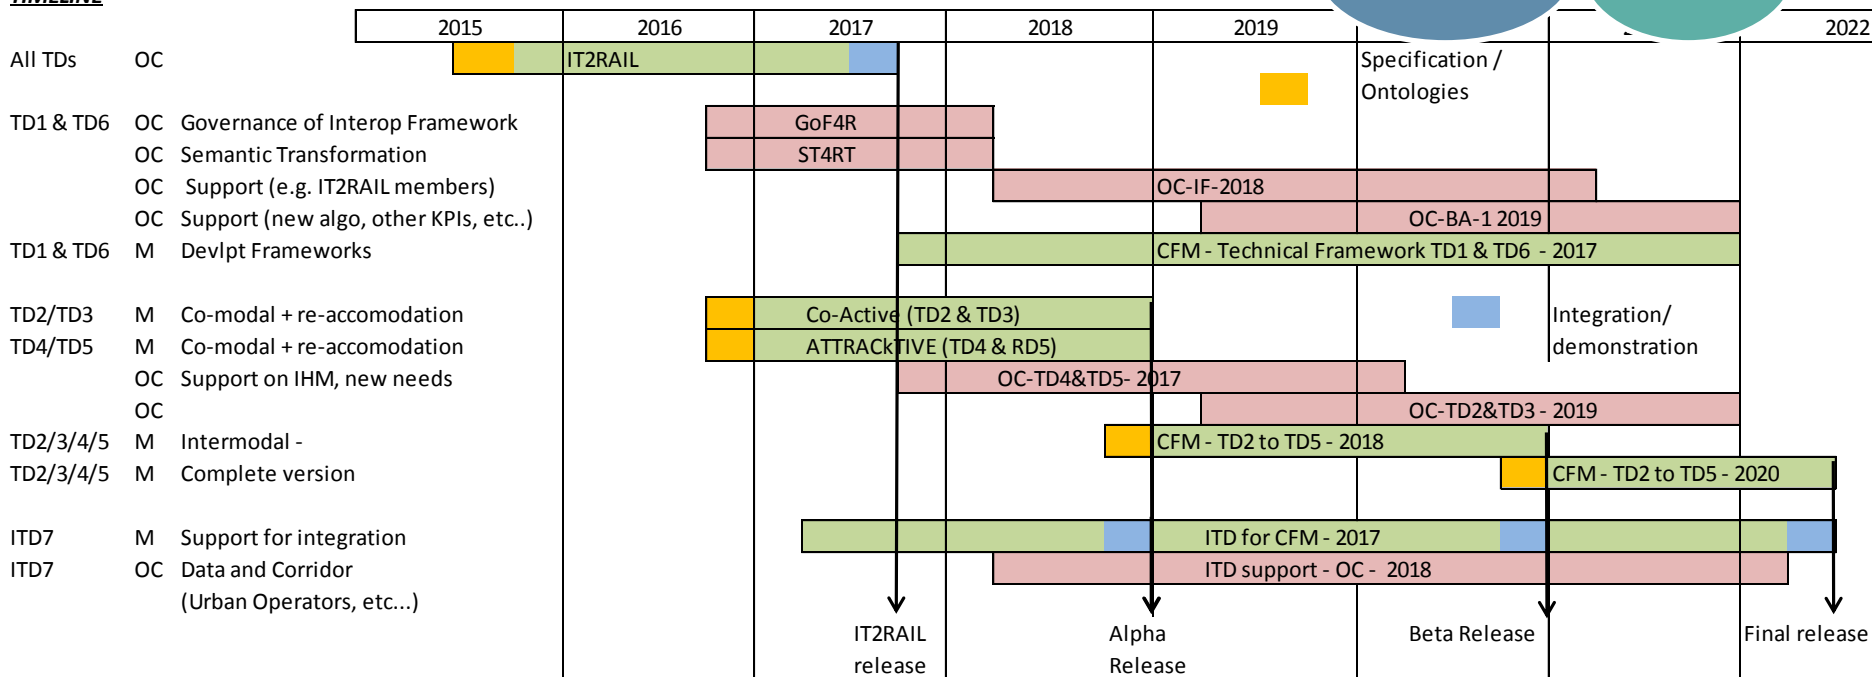 TIMELINE
2015 2016 2017 2018 2019 2022
All TDs OC IT2RAIL Specification /
Ontologies
TD1 & TD6 OC Governance of Interop Framework GoF4R
OC Semantic Transformation ST4RT
OC Support (e.g. IT2RAIL members) OC-IF-2018
OC Support (new algo, other KPIs, etc..) OC-BA-1 2019
TD1 & TD6 M Devlpt Frameworks CFM - Technical Framework TD1 & TD6 - 2017
TD2/TD3 M Co-modal + re-accomodation Co-Active (TD2 & TD3) Integration/
TD4/TD5 M Co-modal + re-accomodation ATTRACkTIVE (TD4 & RD5) demonstration
OC Support on IHM, new needs OC-TD4&TD5- 2017
OC OC-TD2&TD3 - 2019
TD2/3/4/5 M Intermodal - CFM - TD2 to TD5 - 2018
TD2/3/4/5 M Complete version CFM - TD2 to TD5 - 2020
ITD7 M Support for integration ITD for CFM - 2017
ITD7 OC Data and Corridor ITD support - OC - 2018
(Urban Operators, etc...)
IT2RAIL Alpha Beta Release Final release
release Release